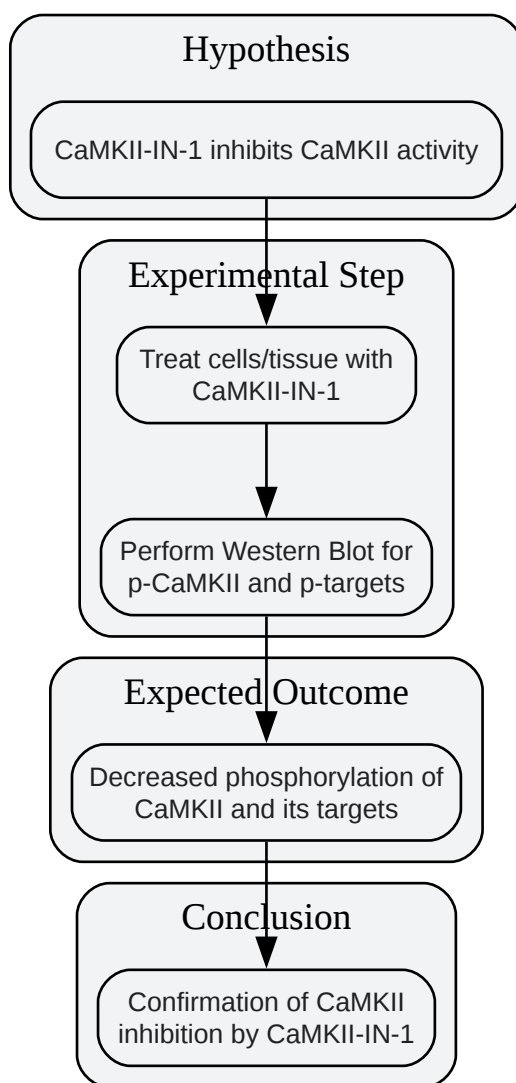 Hypothesis
CaMKII-IN-1 inhibits CaMKII activity
Experimental Step
Treat cells/tissue with
CaMKII-IN-1
Perform Western Blot for
p-CaMKII and p-targets
Expected Outcome
Decreased phosphorylation of
CaMKII and its targets
Conclusion
Confirmation of CaMKII
inhibition by CaMKII-IN-1